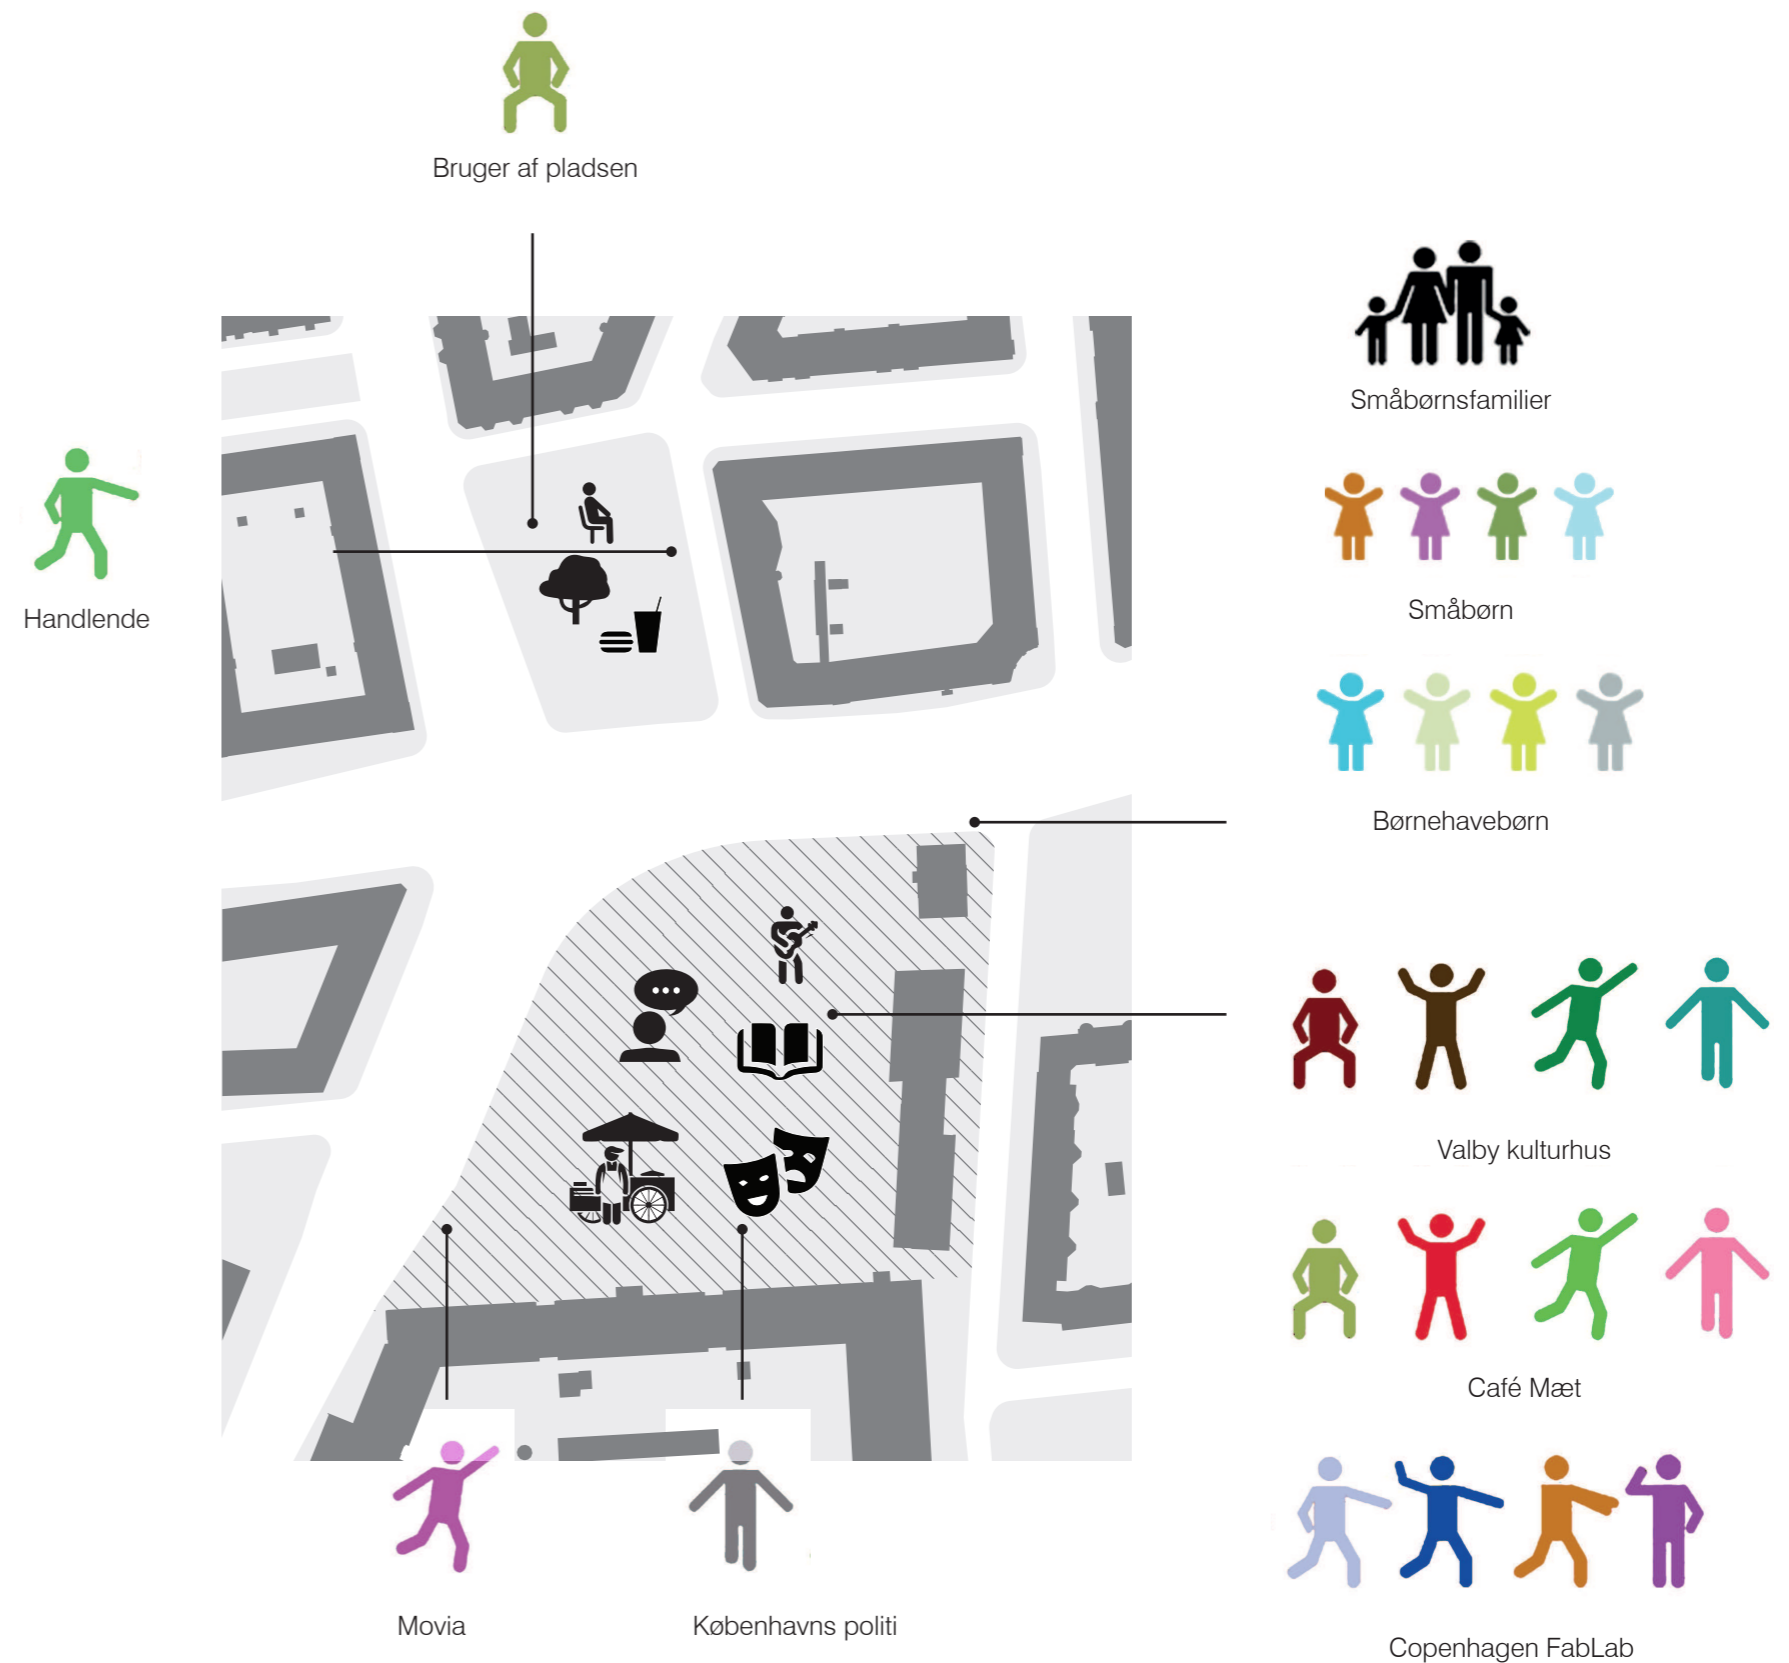 Bruger af pladsen
Småbørnsfamilier
Handlende
Småbørn
Børnehavebørn
Valby kulturhus
Café Mæt
Movia
Københavns politi
Copenhagen FabLab